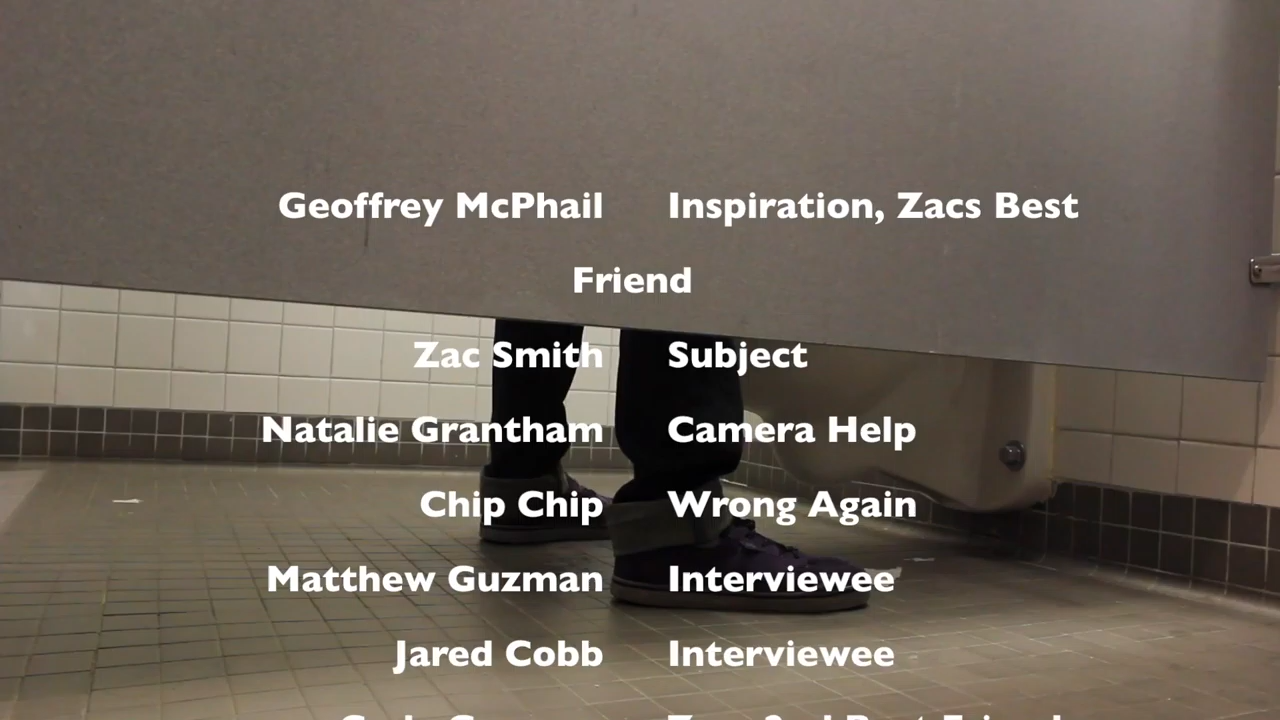 Geoffrey McPhail Inspiration, Zacs Best
Friend
Zac Smith Subject
Natalie Grantham Camera Help
Chip Chip Wrong Again
Matthew Guzman Interviewee
Jared Cobb Interviewee